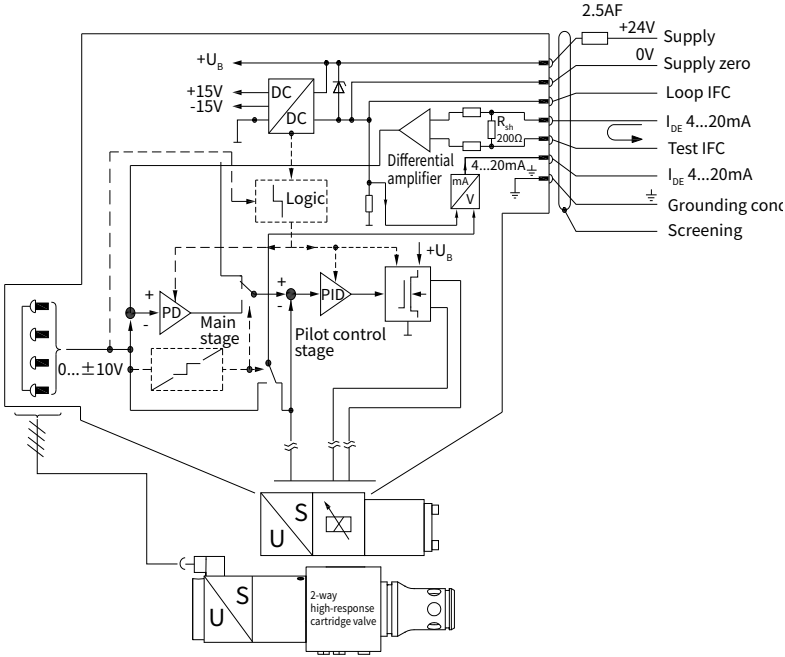 2.5AF
+24V
Supply
+U_B
0V
Supply zero
+15V
DC
Loop IFC
-15V
DC
R_sh
200Ω
I_DE 4...20mA
Test IFC
Differential
amplifier
4...20mA
I_DE 4...20mA
mA
V
Logic
Grounding conc
Screening
+U_B
+
+
PD
PID
-
-
Main
stage
Pilot control
stage
0...±10V
S
U
S
U
2-way
high-response
cartridge valve